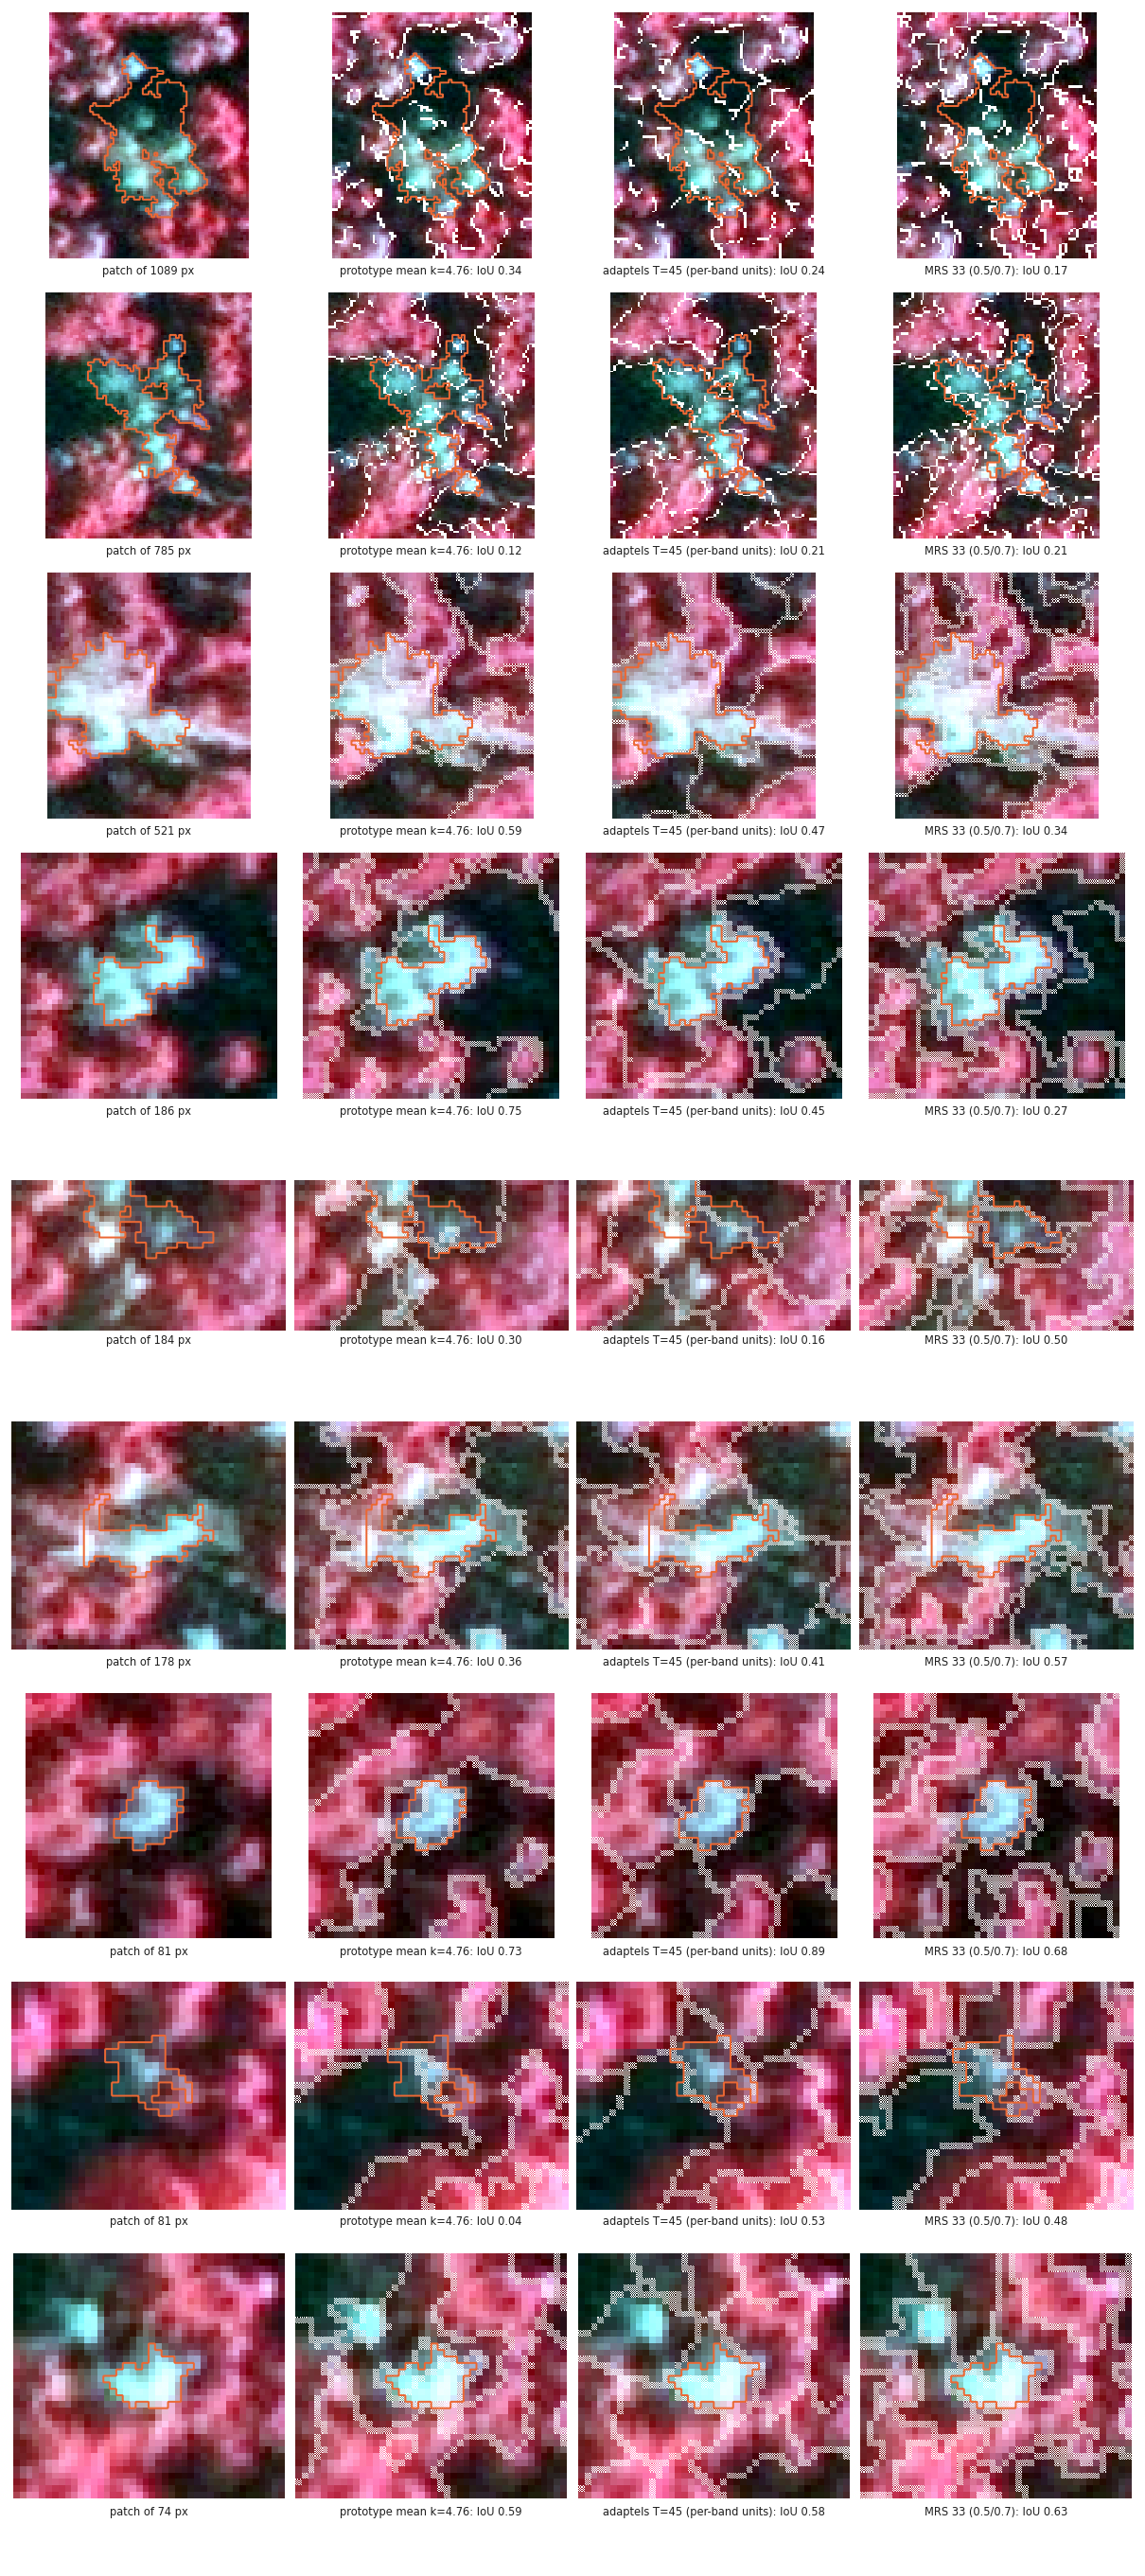 patch of 1089 px
prototype mean k=4.76: IoU 0.34
adaptels T=45 (per-band units): IoU 0.24
MRS 33 (0.5/0.7): IoU 0.17
patch of 785 px
prototype mean k=4.76: IoU 0.12
adaptels T=45 (per-band units): IoU 0.21
MRS 33 (0.5/0.7): IoU 0.21
patch of 521 px
prototype mean k=4.76: IoU 0.59
adaptels T=45 (per-band units): IoU 0.47
MRS 33 (0.5/0.7): IoU 0.34
patch of 186 px
prototype mean k=4.76: IoU 0.75
adaptels T=45 (per-band units): IoU 0.45
MRS 33 (0.5/0.7): IoU 0.27
patch of 184 px
prototype mean k=4.76: IoU 0.30
adaptels T=45 (per-band units): IoU 0.16
MRS 33 (0.5/0.7): IoU 0.50
patch of 178 px
prototype mean k=4.76: IoU 0.36
adaptels T=45 (per-band units): IoU 0.41
MRS 33 (0.5/0.7): IoU 0.57
patch of 81 px
prototype mean k=4.76: IoU 0.73
adaptels T=45 (per-band units): IoU 0.89
MRS 33 (0.5/0.7): IoU 0.68
patch of 81 px
prototype mean k=4.76: IoU 0.04
adaptels T=45 (per-band units): IoU 0.53
MRS 33 (0.5/0.7): IoU 0.48
patch of 74 px
prototype mean k=4.76: IoU 0.59
adaptels T=45 (per-band units): IoU 0.58
MRS 33 (0.5/0.7): IoU 0.63